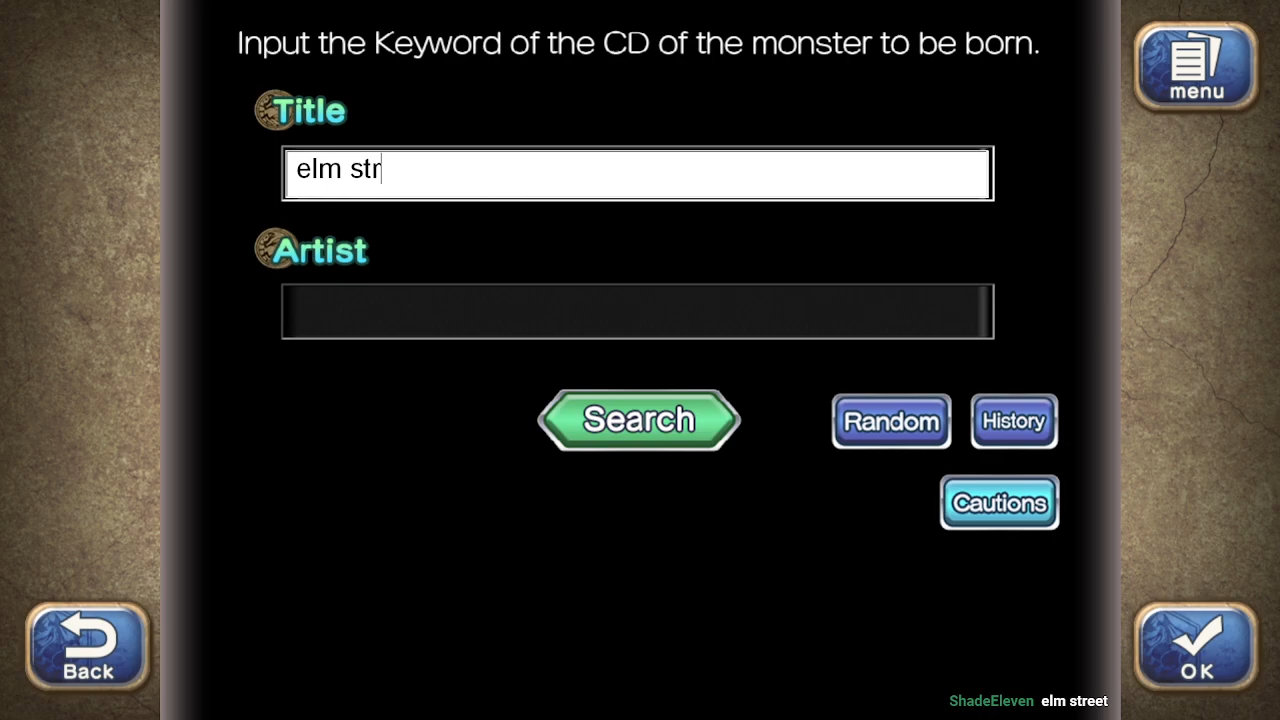 Input the Keyword of the CD of the monster to be born.
menu
Title
elm str
Artist
Search
Random
History
Cautions
Back
OK
ShadeEleven elm street